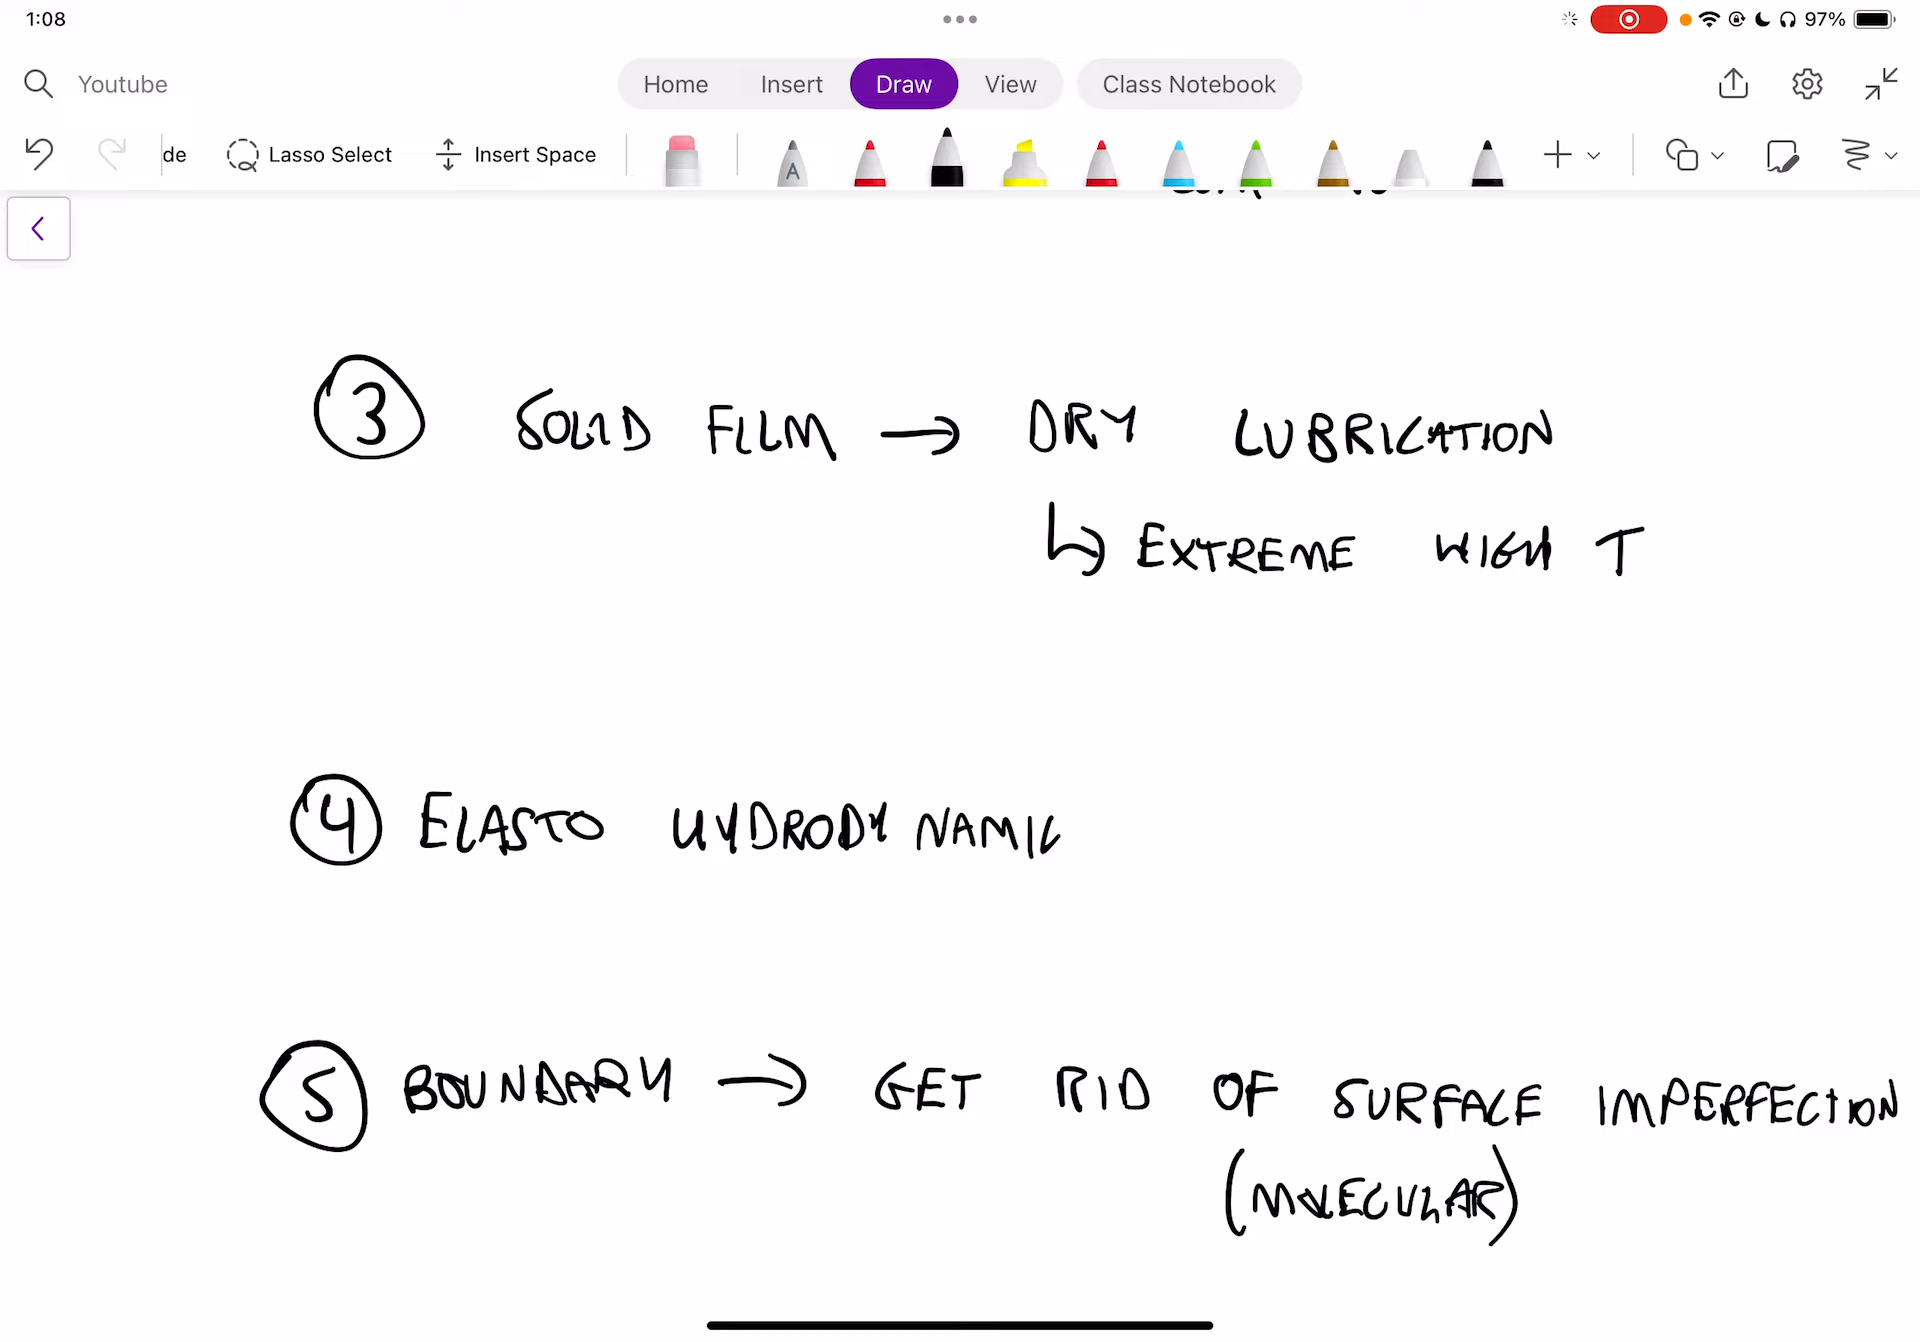 1:08
97%
Youtube
Home Insert Draw View Class Notebook
de Lasso Select Insert Space
A
3 SOLID FILM → DRY LUBRICATION
↳ EXTREME HIGH T
4 ELASTO HYDRODYNAMIC
5 BOUNDARY → GET RID OF SURFACE IMPERFECTION
(MOLECULAR)